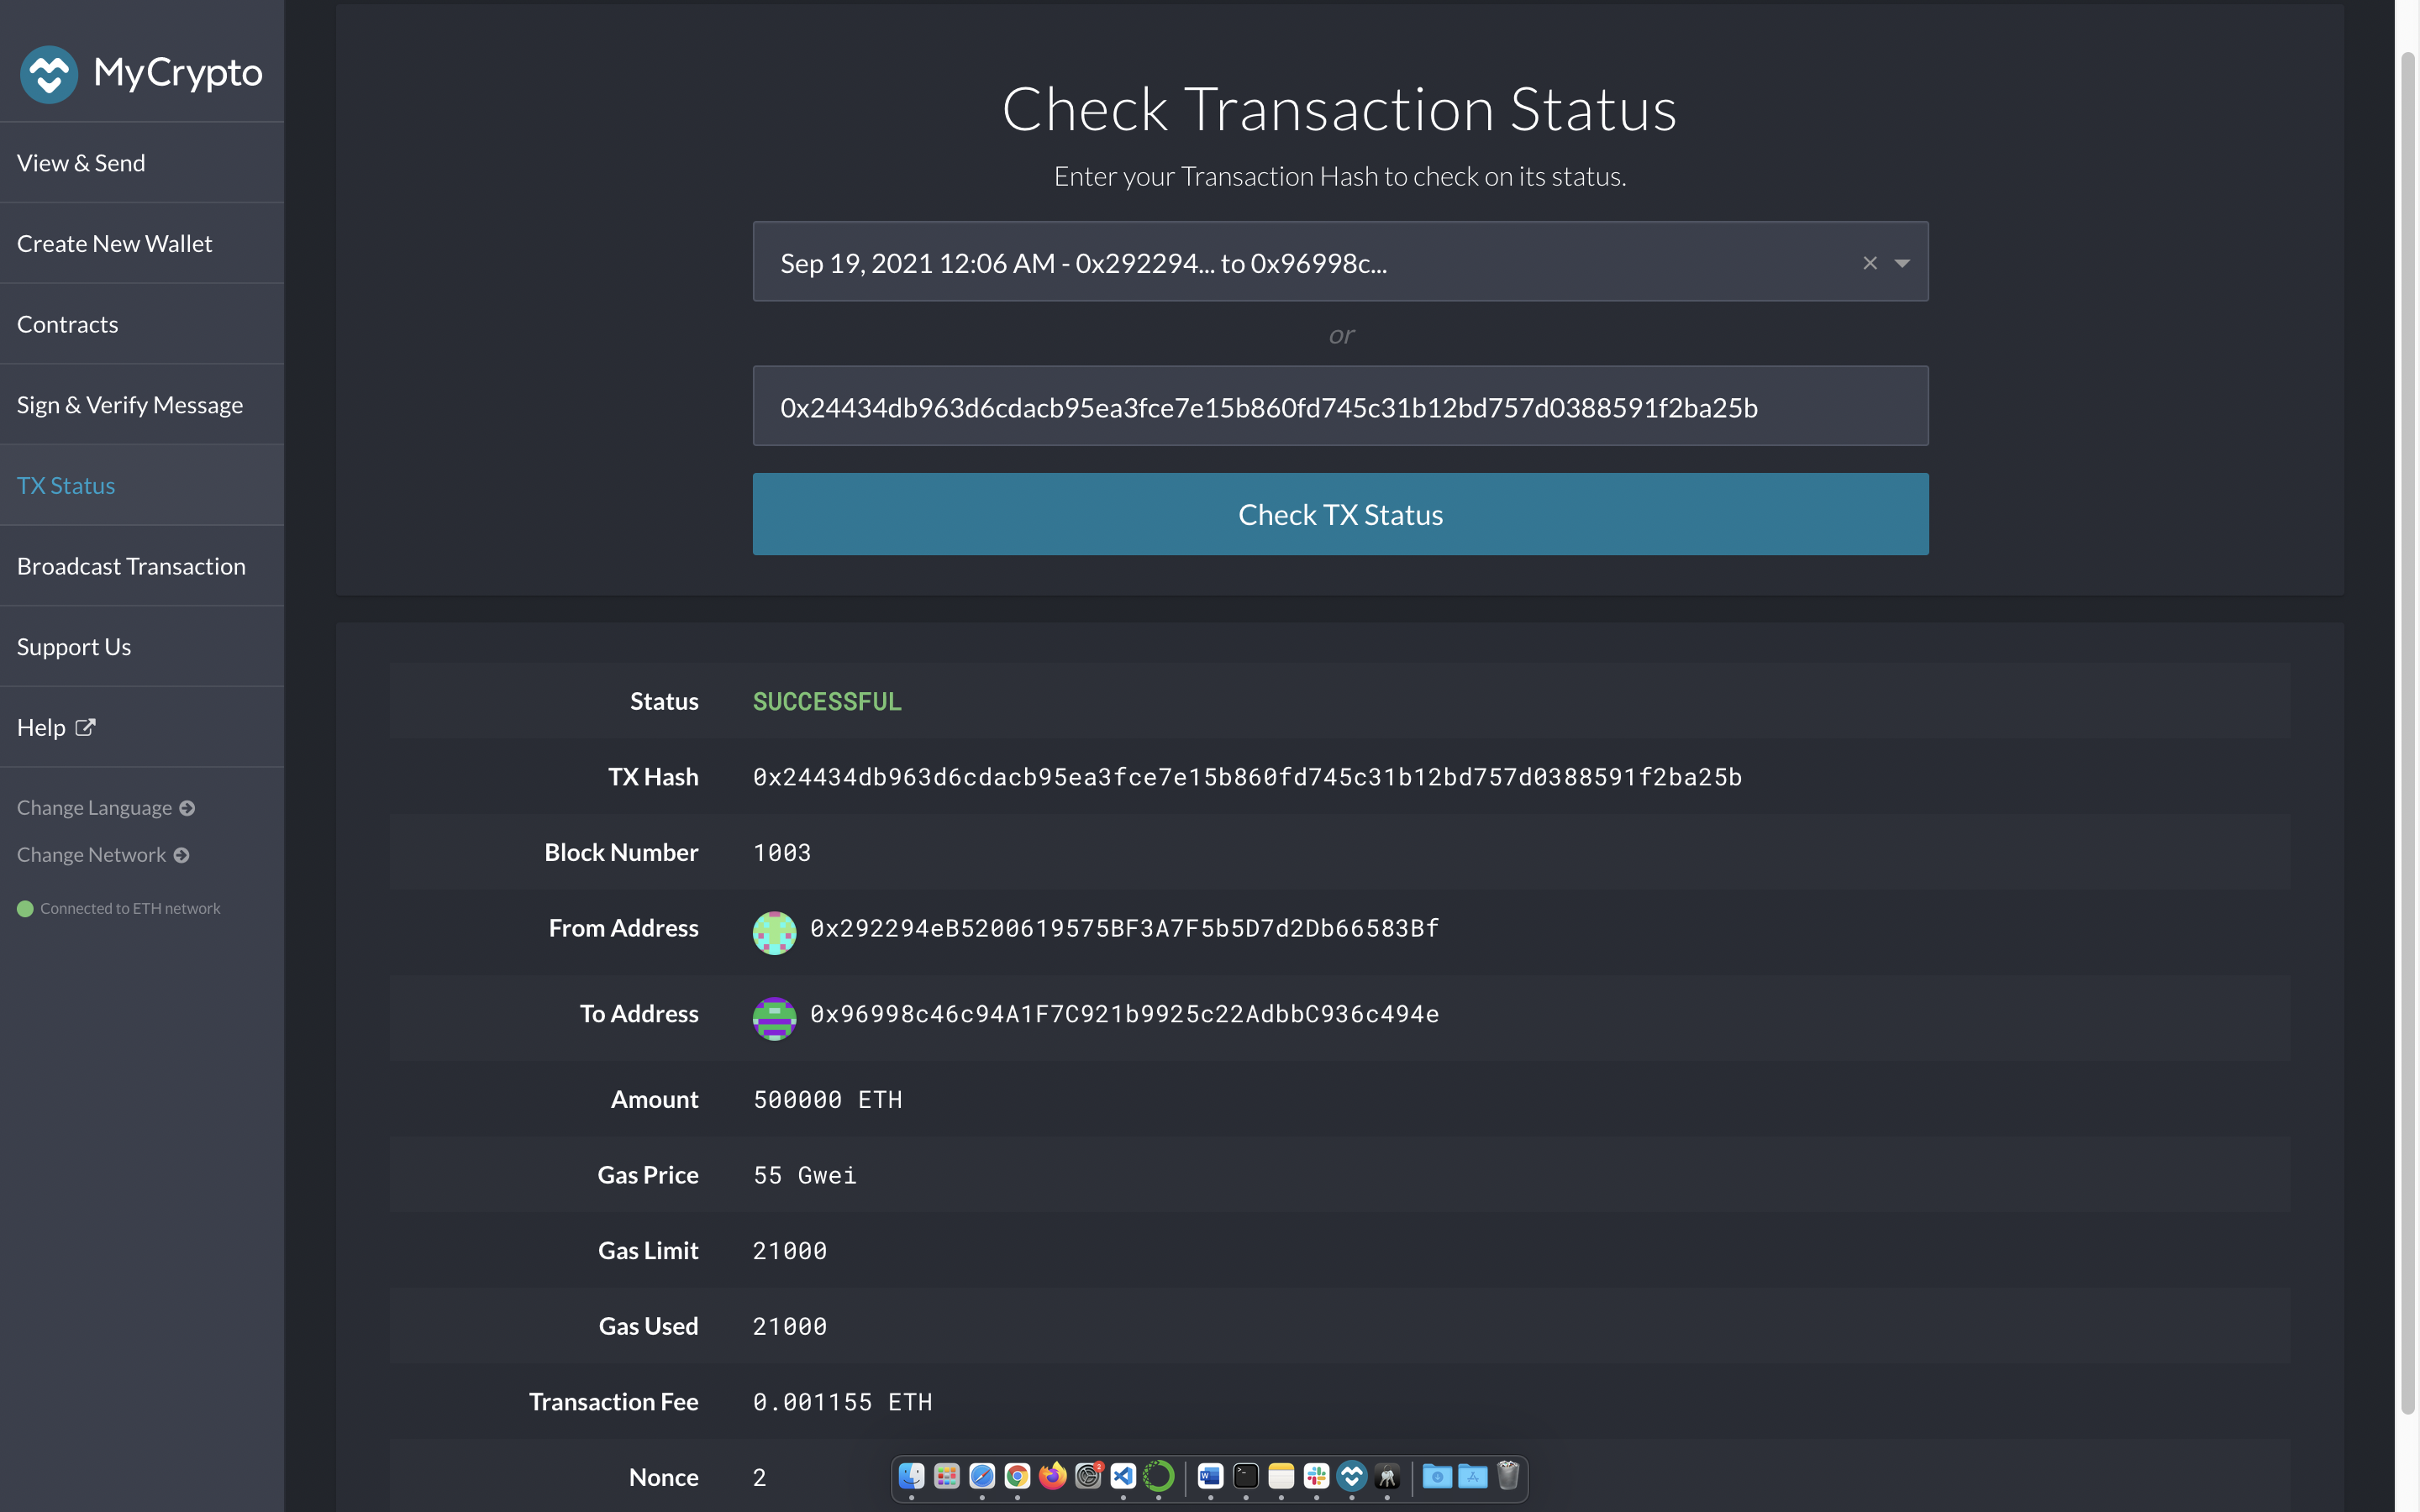 MyCrypto
View & Send
Create New Wallet
Contracts
Sign & Verify Message
TX Status
Broadcast Transaction
Support Us
Help
Change Language
Change Network
Connected to ETH network
Check Transaction Status
Enter your Transaction Hash to check on its status.
Sep 19, 2021 12:06 AM - 0x292294... to 0x96998c...
or
0x24434db963d6cdacb95ea3fce7e15b860fd745c31b12bd757d0388591f2ba25b
Check TX Status
Status SUCCESSFUL
TX Hash 0x24434db963d6cdacb95ea3fce7e15b860fd745c31b12bd757d0388591f2ba25b
Block Number 1003
From Address 0x292294eB5200619575BF3A7F5b5D7d2Db66583Bf
To Address 0x96998c46c94A1F7C921b9925c22AdbbC936c494e
Amount 500000 ETH
Gas Price 55 Gwei
Gas Limit 21000
Gas Used 21000
Transaction Fee 0.001155 ETH
Nonce 2